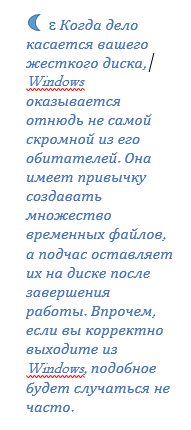 ε Когда дело
касается вашего
жесткого диска,
Windows
оказывается
отнюдь не самой
скромной из его
обитателей. Она
имеет привычку
создавать
множество
временных файлов,
а подчас оставляет
их на диске после
завершения
работы. Впрочем,
если вы корректно
выходите из
Windows, подобное
будет случаться не
часто.